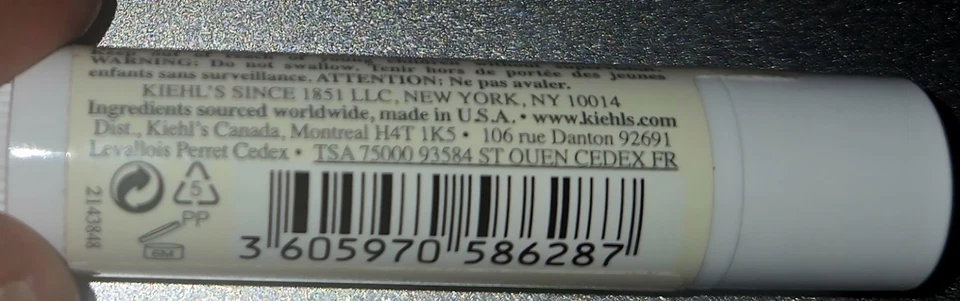 WARNING: Do not swallow. Tenir hors de portée des jeunes
enfants sans surveillance. ATTENTION: Ne pas avaler.
KIEHL'S SINCE 1851 LLC, NEW YORK, NY 10014
Ingredients sourced worldwide, made in U.S.A. • www.kiehls.com
Dist., Kiehl's Canada, Montreal H4T 1K5 • 106 rue Danton 92691
Levallois Perret Cedex • TSA 75000 93584 ST OUEN CEDEX FR
5
PP
2143848
6M
3 605970 586287